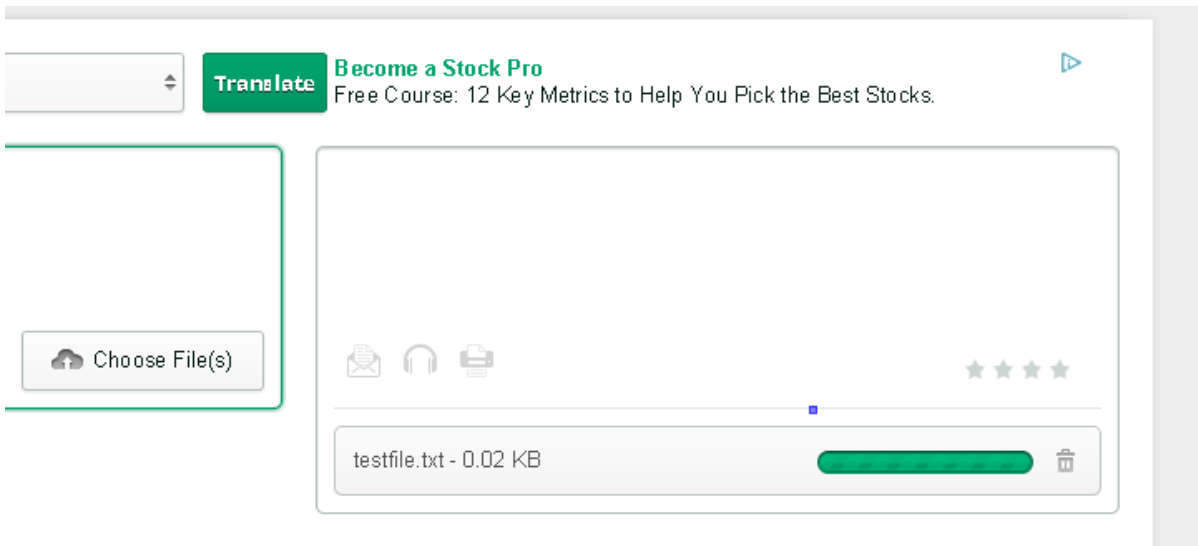 Translate
Become a Stock Pro
Free Course: 12 Key Metrics to Help You Pick the Best Stocks.
Choose File(s)
testfile.txt - 0.02 KB